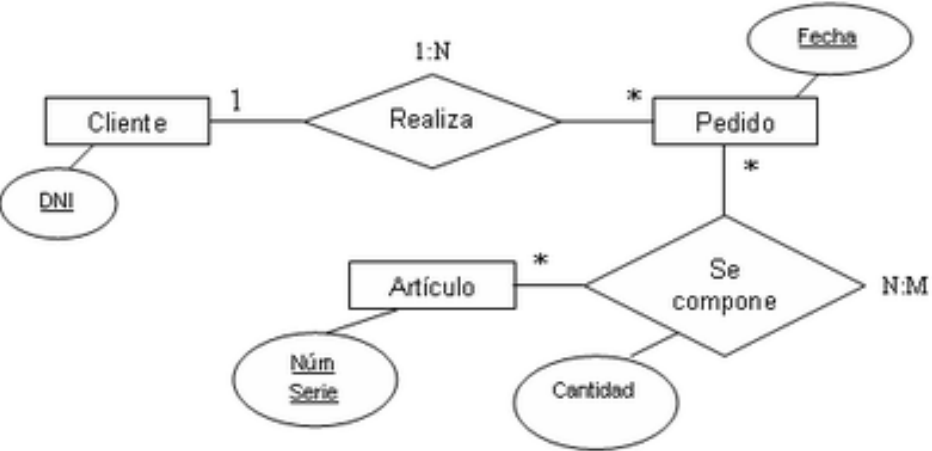 Fecha
1:N
Cliente
1
Realiza
*
Pedido
*
DNI
Se
compone
*
Artículo
N:M
Núm
Serie
Cantidad